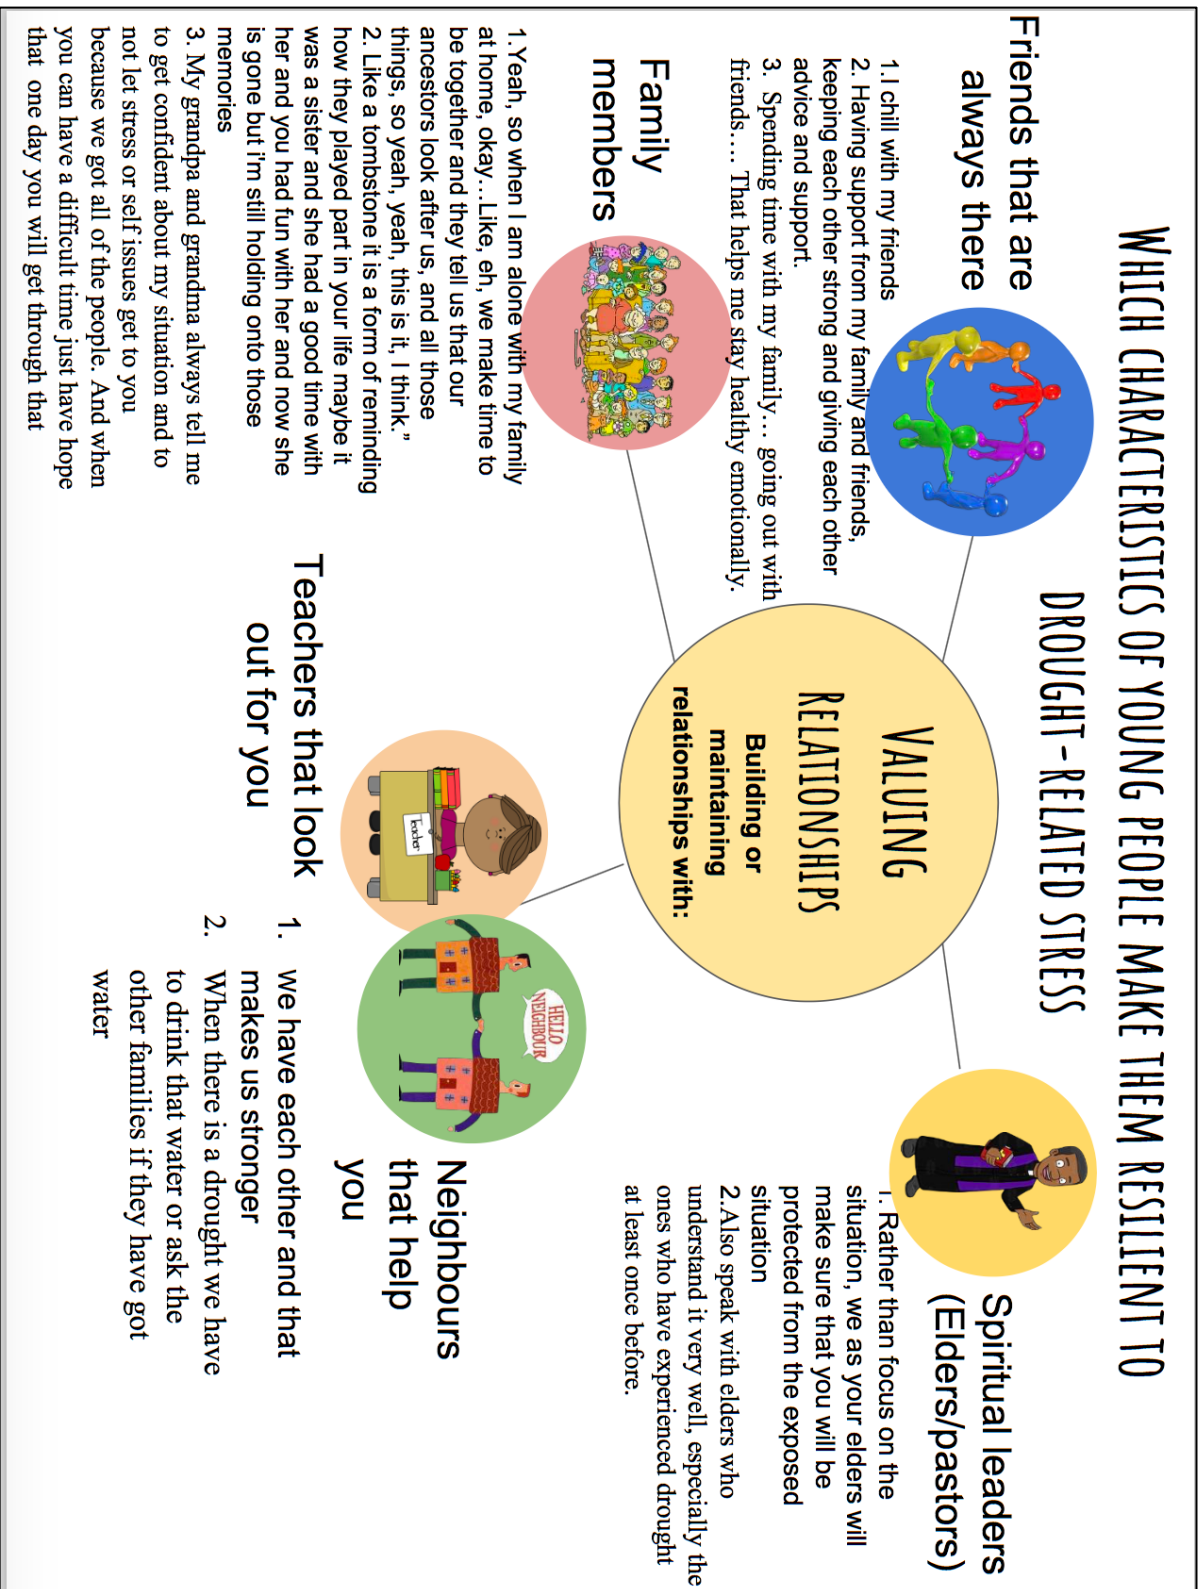 WHICH CHARACTERISTICS OF YOUNG PEOPLE MAKE THEM RESILIENT TO
DROUGHT-RELATED STRESS
Friends that are
always there
1.I chill with my friends
2. Having support from my family and friends,
keeping each other strong and giving each other
advice and support.
3. Spending time with my family… going out with
friends…. That helps me stay healthy emotionally.
VALUING
RELATIONSHIPS
Building or
maintaining
relationships with:
Spiritual leaders
(Elders/pastors)
1. Rather than focus on the
situation, we as your elders will
make sure that you will be
protected from the exposed
situation
2.Also speak with elders who
understand it very well, especially the
ones who have experienced drought
at least once before.
Family
members
1.Yeah, so when I am alone with my family
at home, okay…Like, eh, we make time to
be together and they tell us that our
ancestors look after us, and all those
things, so yeah, yeah, this is it, I think.”
2. Like a tombstone it is a form of reminding
how they played part in your life maybe it
was a sister and she had a good time with
her and you had fun with her and now she
is gone but i’m still holding onto those
memories
3. My grandpa and grandma always tell me
to get confident about my situation and to
not let stress or self issues get to you
because we got all of the people. And when
you can have a difficult time just have hope
that one day you will get through that
Teacher
Teachers that look
out for you
HELLO
NEIGHBOUR
Neighbours
that help
you
1. we have each other and that
makes us stronger
2. When there is a drought we have
to drink that water or ask the
other families if they have got
water